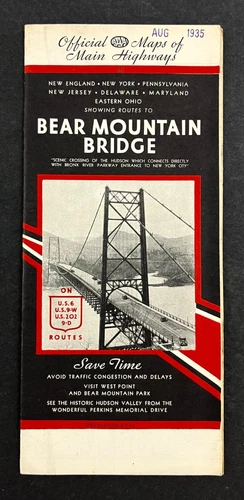 AUG 1935
Official AAA Maps of
Main Highways
NEW ENGLAND • NEW YORK • PENNSYLVANIA
NEW JERSEY • DELAWARE • MARYLAND
EASTERN OHIO
SHOWING ROUTES TO
BEAR MOUNTAIN
BRIDGE
"SCENIC CROSSING OF THE HUDSON WHICH CONNECTS DIRECTLY
WITH BRONX RIVER PARKWAY ENTRANCE TO NEW YORK CITY"
ON
U.S. 6
U.S. 9-W
U.S. 202
9-D
ROUTES
Save Time
AVOID TRAFFIC CONGESTION AND DELAYS
VISIT WEST POINT
AND BEAR MOUNTAIN PARK
SEE THE HISTORIC HUDSON VALLEY FROM THE
WONDERFUL PERKINS MEMORIAL DRIVE